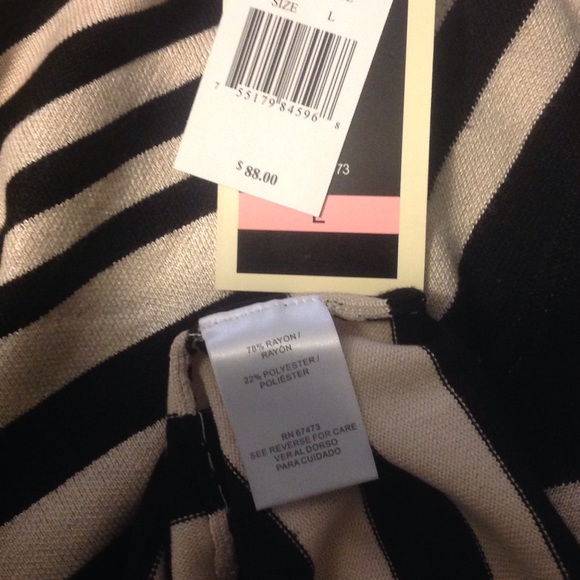 SIZE L
7 55179 84596 8
$ 88.00
73
L
78% RAYON /
RAYÓN
22% POLYESTER /
POLIÉSTER
RN 67473
SEE REVERSE FOR CARE
VER AL DORSO
PARA CUIDADO